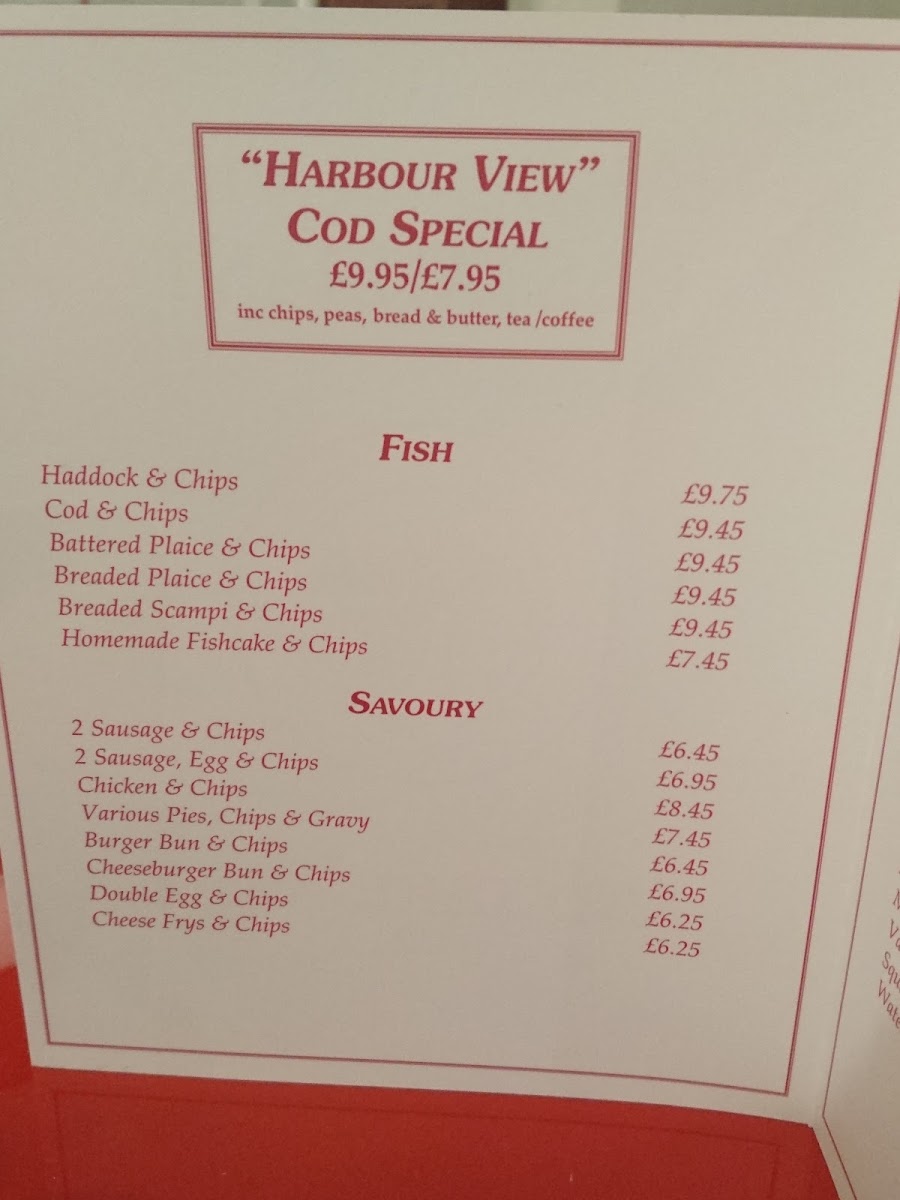 “HARBOUR VIEW”
COD SPECIAL
£9.95/£7.95
inc chips, peas, bread & butter, tea /coffee
FISH
Haddock & Chips £9.75
Cod & Chips £9.45
Battered Plaice & Chips £9.45
Breaded Plaice & Chips £9.45
Breaded Scampi & Chips £9.45
Homemade Fishcake & Chips £7.45
SAVOURY
2 Sausage & Chips £6.45
2 Sausage, Egg & Chips £6.95
Chicken & Chips £8.45
Various Pies, Chips & Gravy £7.45
Burger Bun & Chips £6.45
Cheeseburger Bun & Chips £6.95
Double Egg & Chips £6.25
Cheese Frys & Chips £6.25